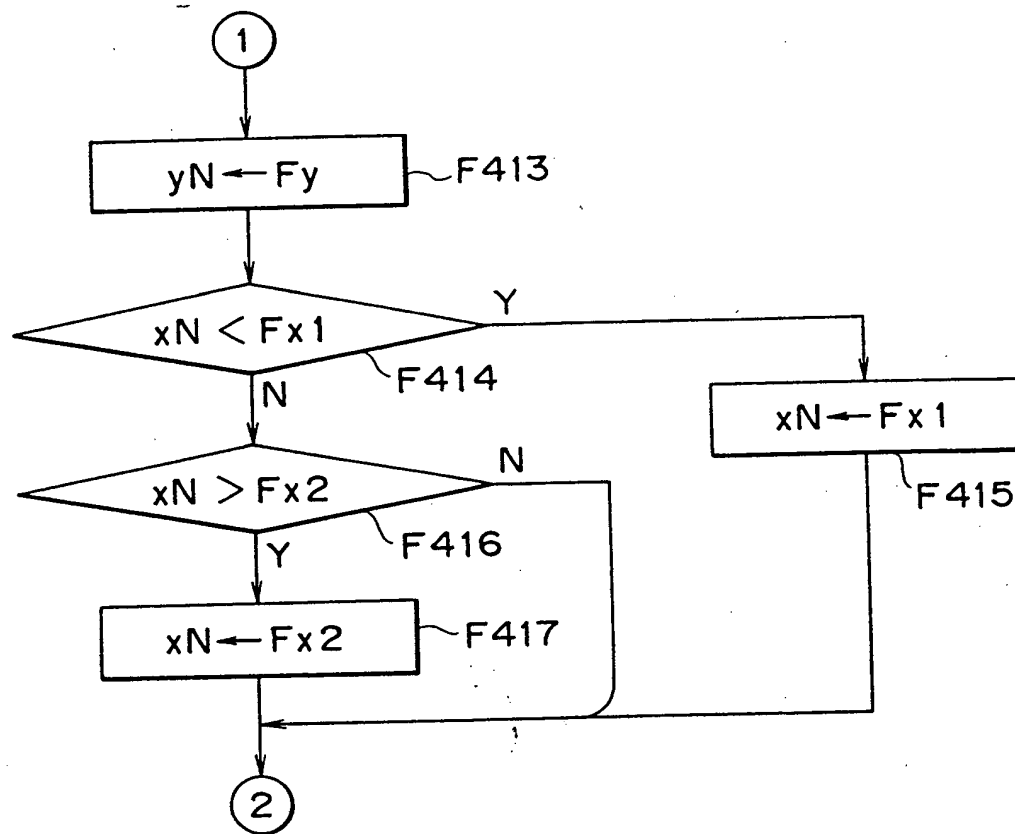 1
yN ← Fy
F413
xN < Fx1
Y
F414
N
xN ← Fx1
F415
xN > Fx2
N
F416
Y
xN ← Fx2
F417
2